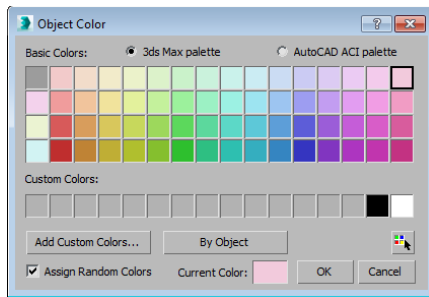 Object Color
Basic Colors: 3ds Max palette AutoCAD ACI palette
Custom Colors:
Add Custom Colors... By Object
Assign Random Colors Current Color: OK Cancel